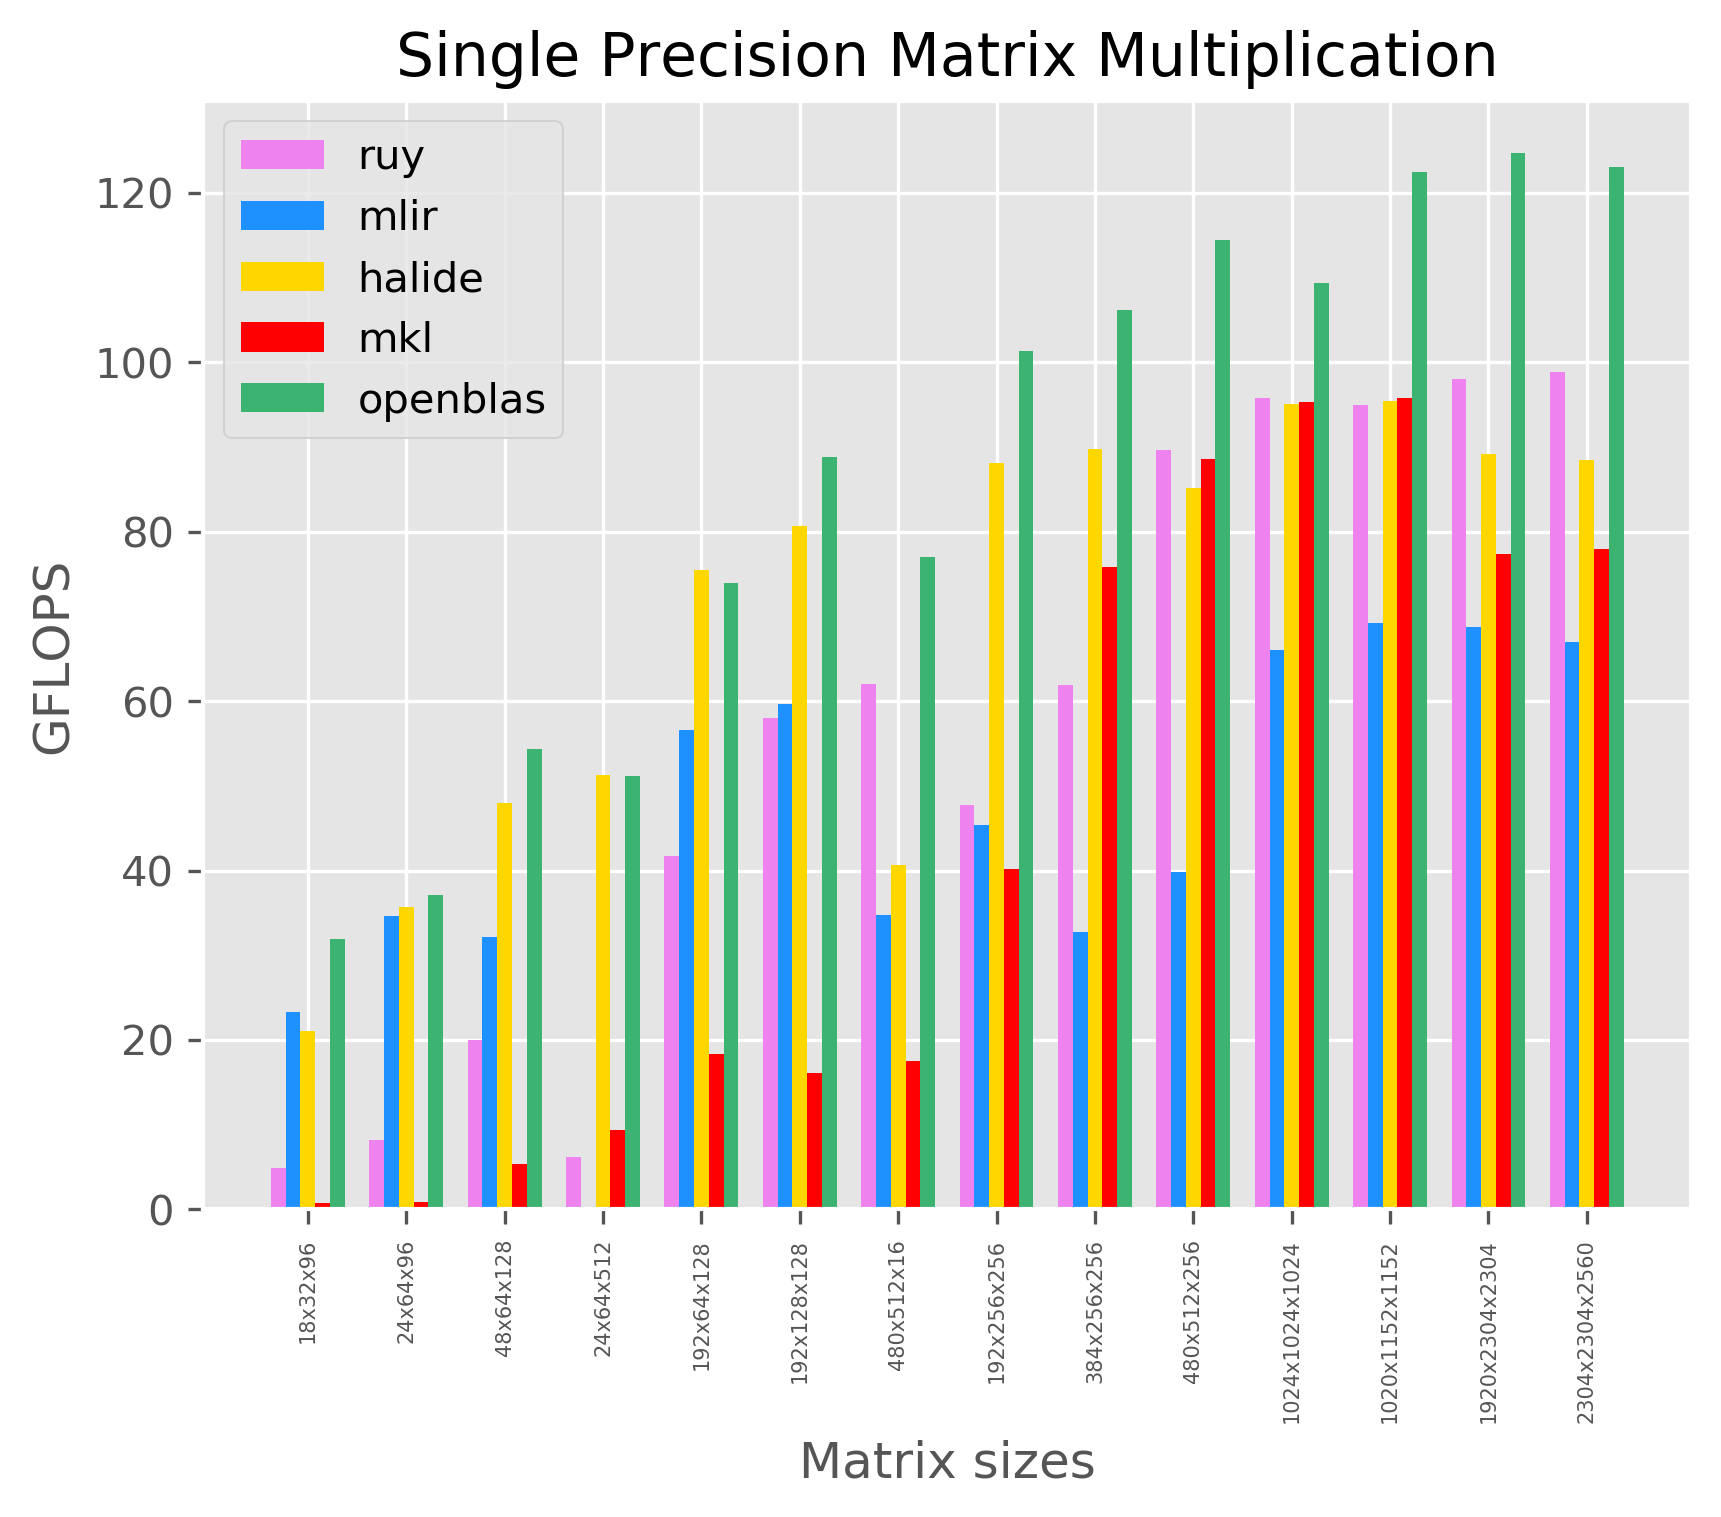 Single Precision Matrix Multiplication
ruy
mlir
halide
mkl
openblas
GFLOPS
120
100
80
60
40
20
0
18x32x96
24x64x96
48x64x128
24x64x512
192x64x128
192x128x128
480x512x16
192x256x256
384x256x256
480x512x256
1024x1024x1024
1020x1152x1152
1920x2304x2304
2304x2304x2560
Matrix sizes